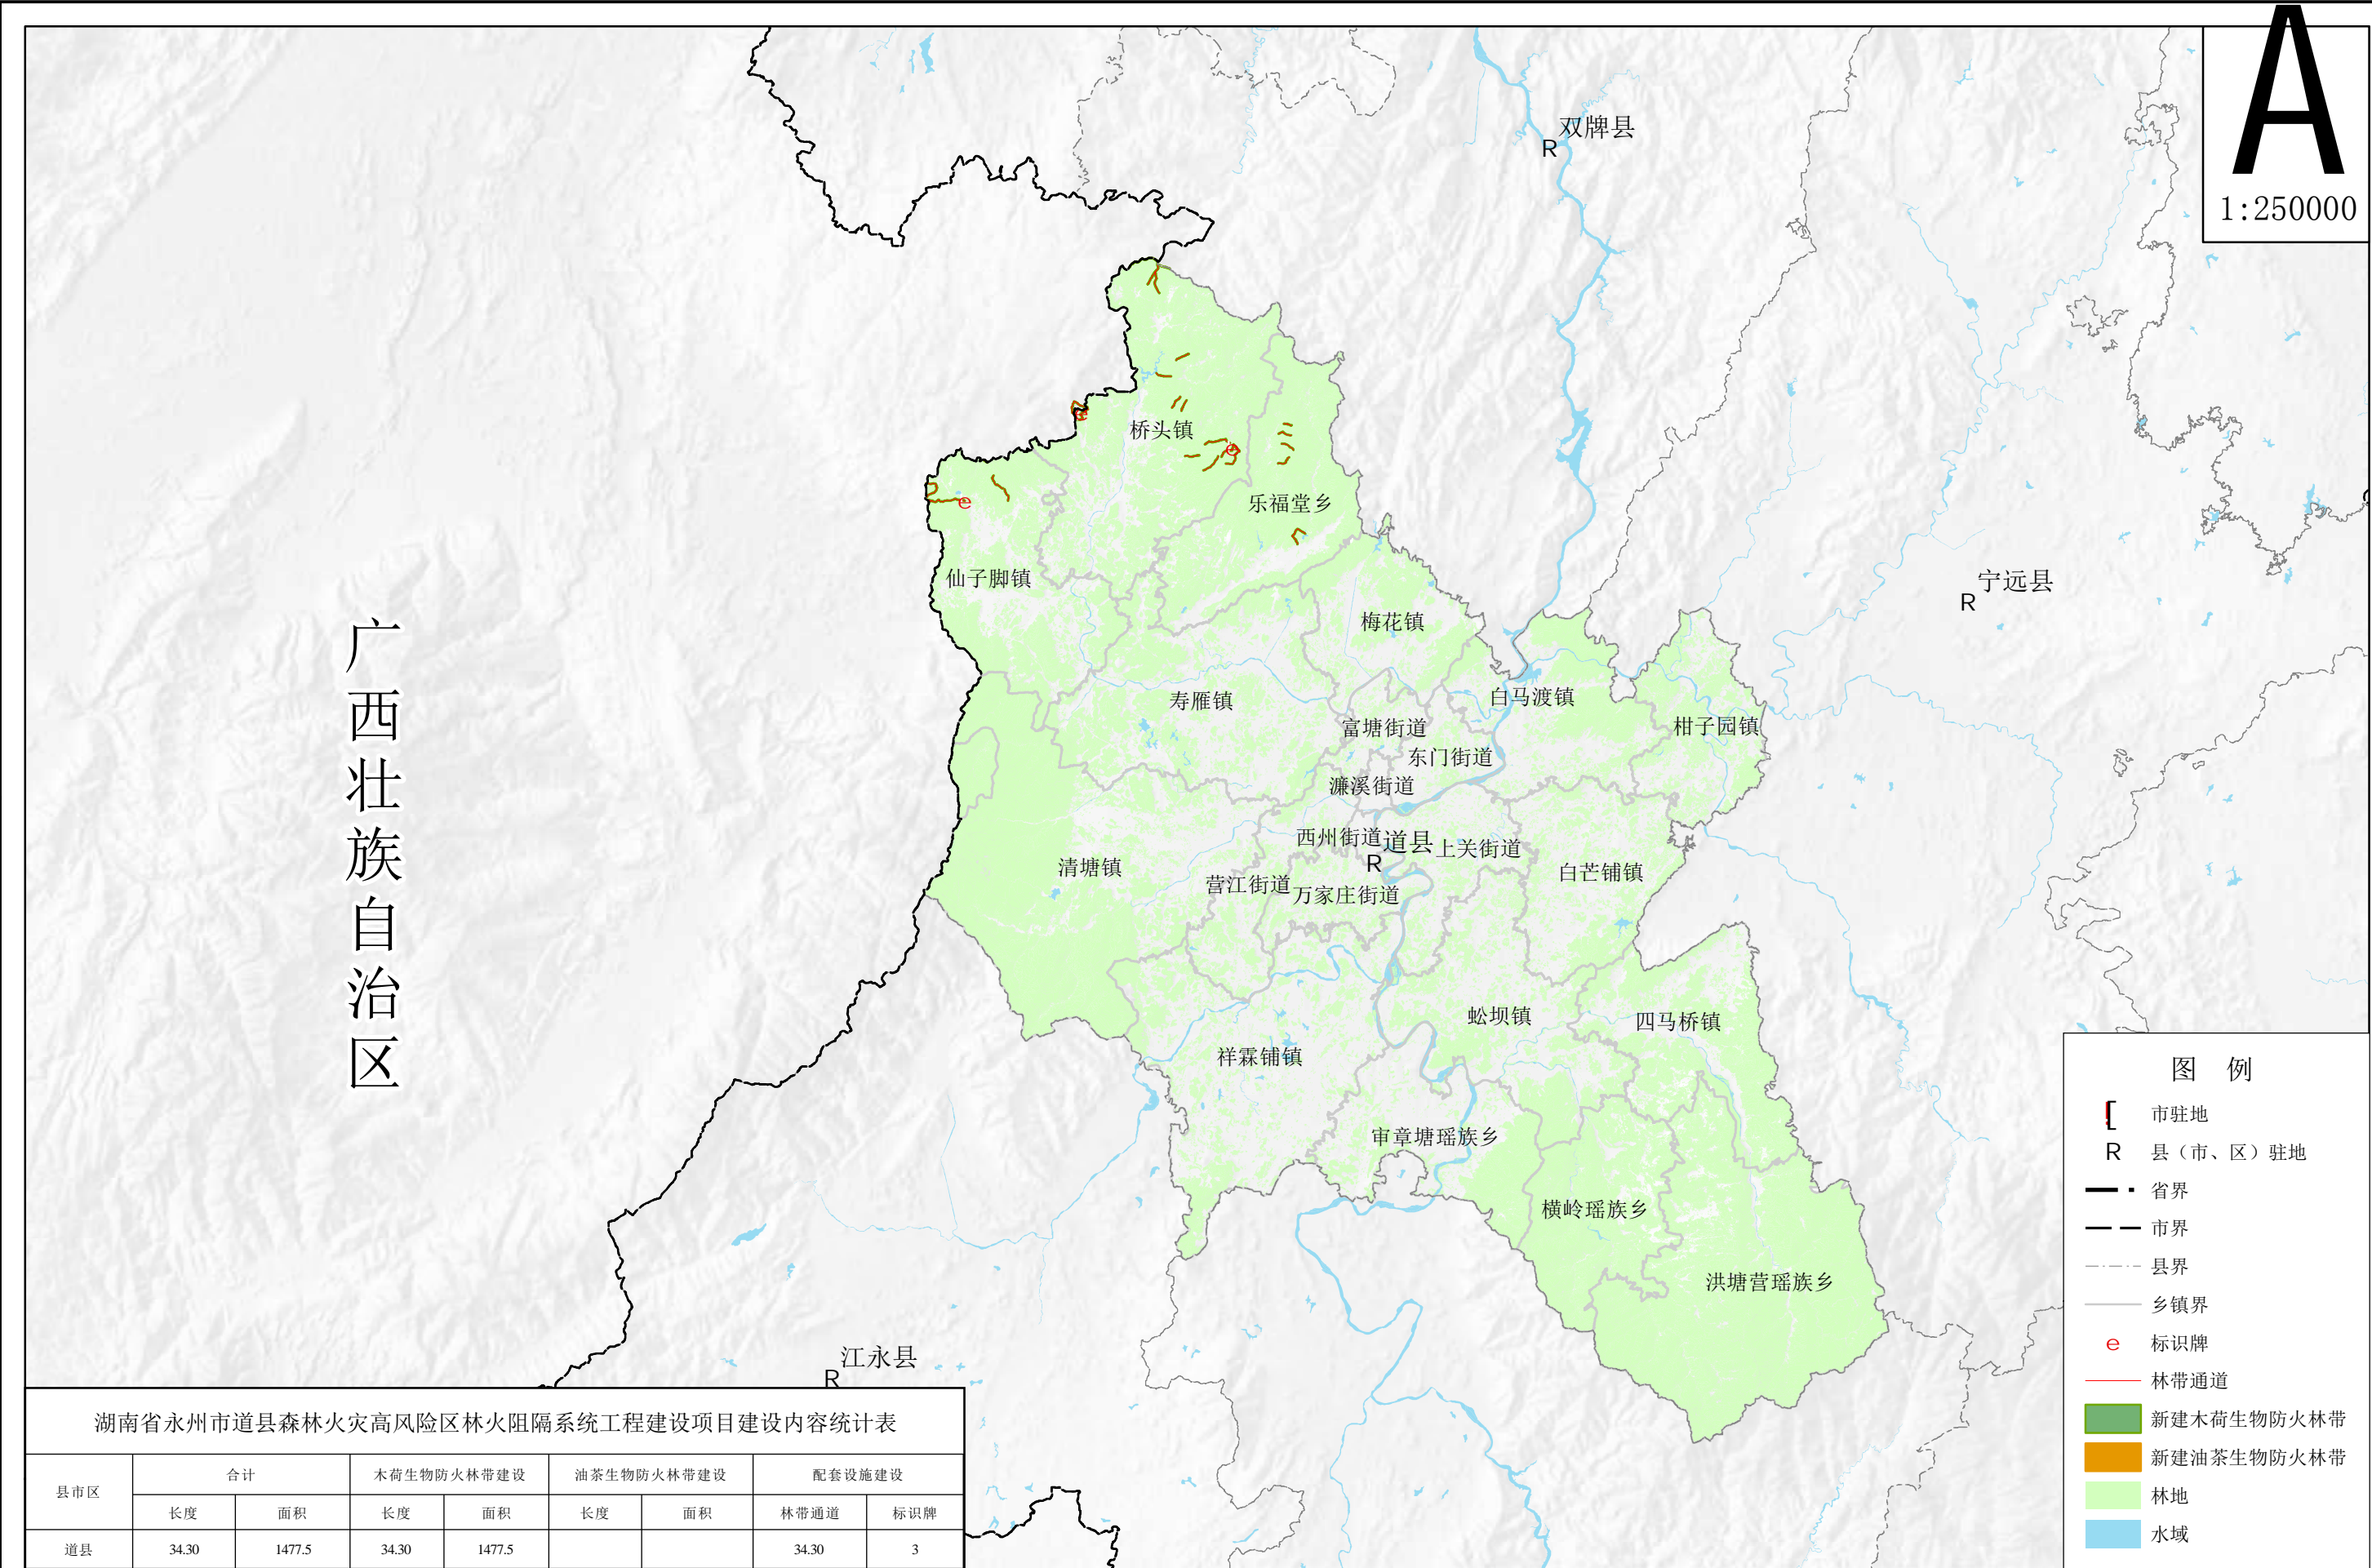 A
1:250000
双牌县
R
桥头镇
e
e
乐福堂乡
e
仙子脚镇
宁远县
R
梅花镇
广西壮族自治区
寿雁镇
白马渡镇
富塘街道
柑子园镇
东门街道
濂溪街道
西州街道
道县
R
上关街道
清塘镇
营江街道
万家庄街道
白芒铺镇
蚣坝镇
四马桥镇
祥霖铺镇
审章塘瑶族乡
横岭瑶族乡
洪塘营瑶族乡
江永县
R
图 例
[ 市驻地
R 县（市、区）驻地
省界
市界
县界
乡镇界
e 标识牌
林带通道
新建木荷生物防火林带
新建油茶生物防火林带
林地
水域
湖南省永州市道县森林火灾高风险区林火阻隔系统工程建设项目建设内容统计表
县市区 合计 木荷生物防火林带建设 油茶生物防火林带建设 配套设施建设
长度 面积 长度 面积 长度 面积 林带通道 标识牌
道县 34.30 1477.5 34.30 1477.5 34.30 3